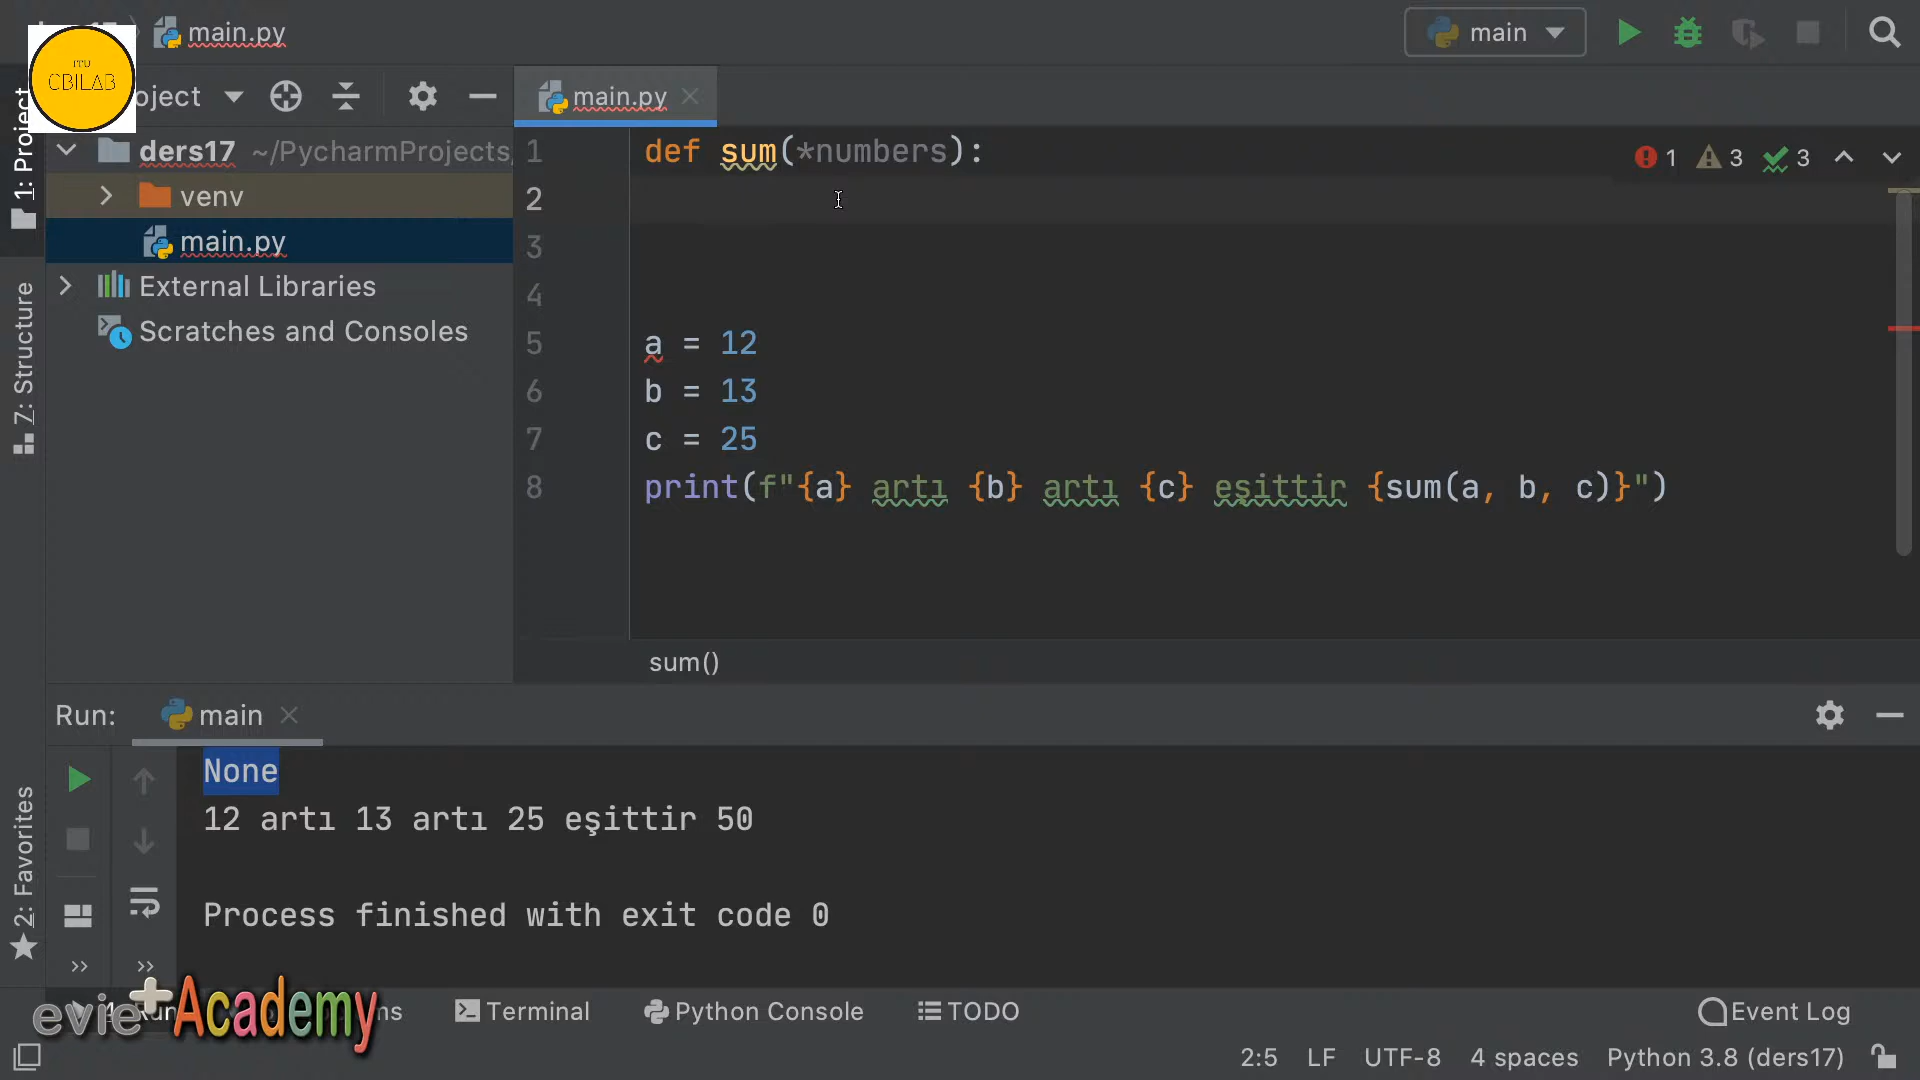 main.py
main
ITU
CBILAB
oject
main.py
1: Project
ders17 ~/PycharmProjects
venv
main.py
External Libraries
Scratches and Consoles
Z: Structure
2: Favorites
1 def sum(*numbers):
2
3
4
5 a = 12
6 b = 13
7 c = 25
8 print(f"{a} artı {b} artı {c} eşittir {sum(a, b, c)}")
1 3 3
sum()
Run: main
None
12 artı 13 artı 25 eşittir 50
Process finished with exit code 0
evie+Academy
Terminal
Python Console
TODO
Event Log
2:5 LF UTF-8 4 spaces Python 3.8 (ders17)